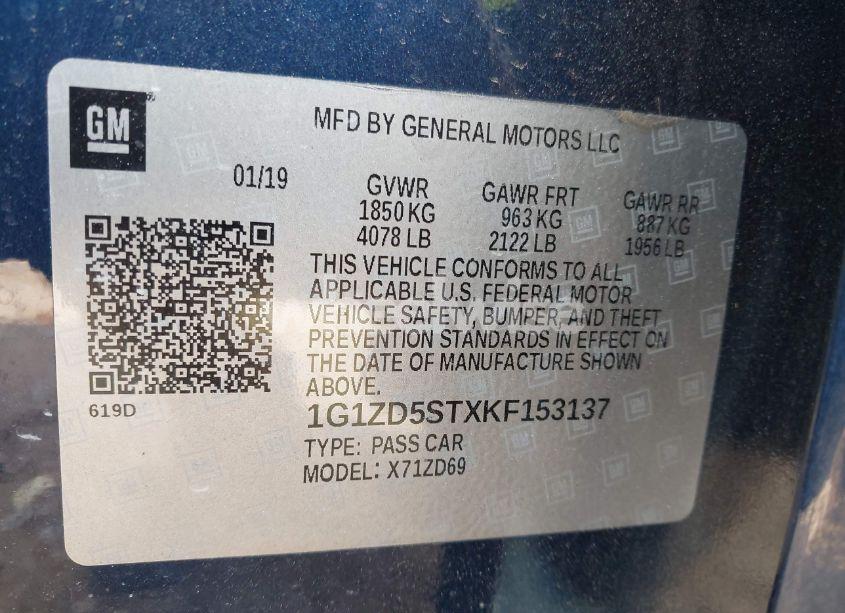 GM
MFD BY GENERAL MOTORS LLC
01/19
GVWR GAWR FRT GAWR RR
1850 KG 963 KG 887 KG
4078 LB 2122 LB 1956 LB
THIS VEHICLE CONFORMS TO ALL
APPLICABLE U.S. FEDERAL MOTOR
VEHICLE SAFETY, BUMPER, AND THEFT
PREVENTION STANDARDS IN EFFECT ON
THE DATE OF MANUFACTURE SHOWN
ABOVE.
619D
1G1ZD5STXKF153137
TYPE: PASS CAR
MODEL: X71ZD69